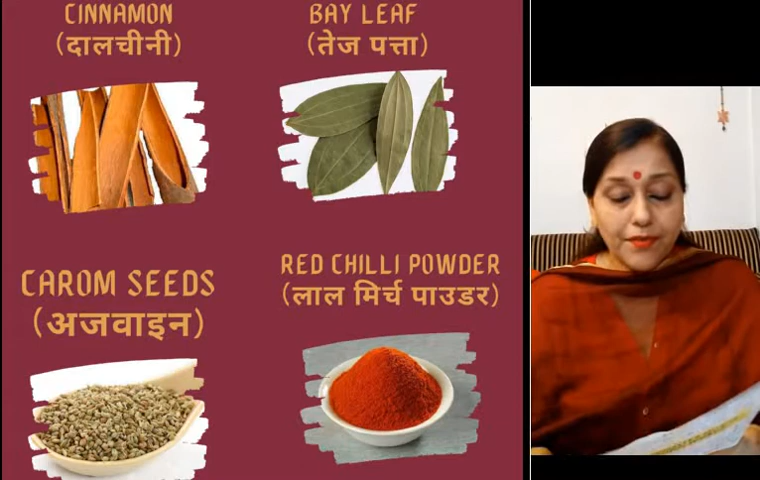 CINNAMON
(दालचीनी)
BAY LEAF
(तेज पत्ता)
CAROM SEEDS
(अजवाइन)
RED CHILLI POWDER
(लाल मिर्च पाउडर)